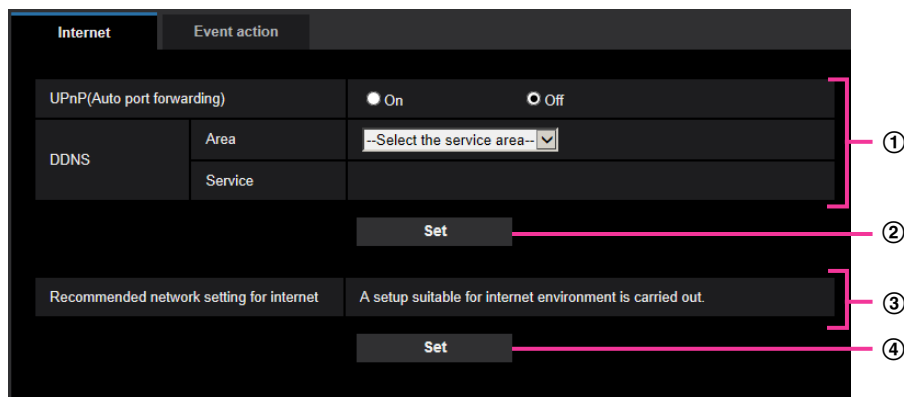 Internet Event action
UPnP(Auto port forwarding) On Off
DDNS Area --Select the service area--
Service
①
Set
②
Recommended network setting for internet A setup suitable for internet environment is carried out.
③
Set
④